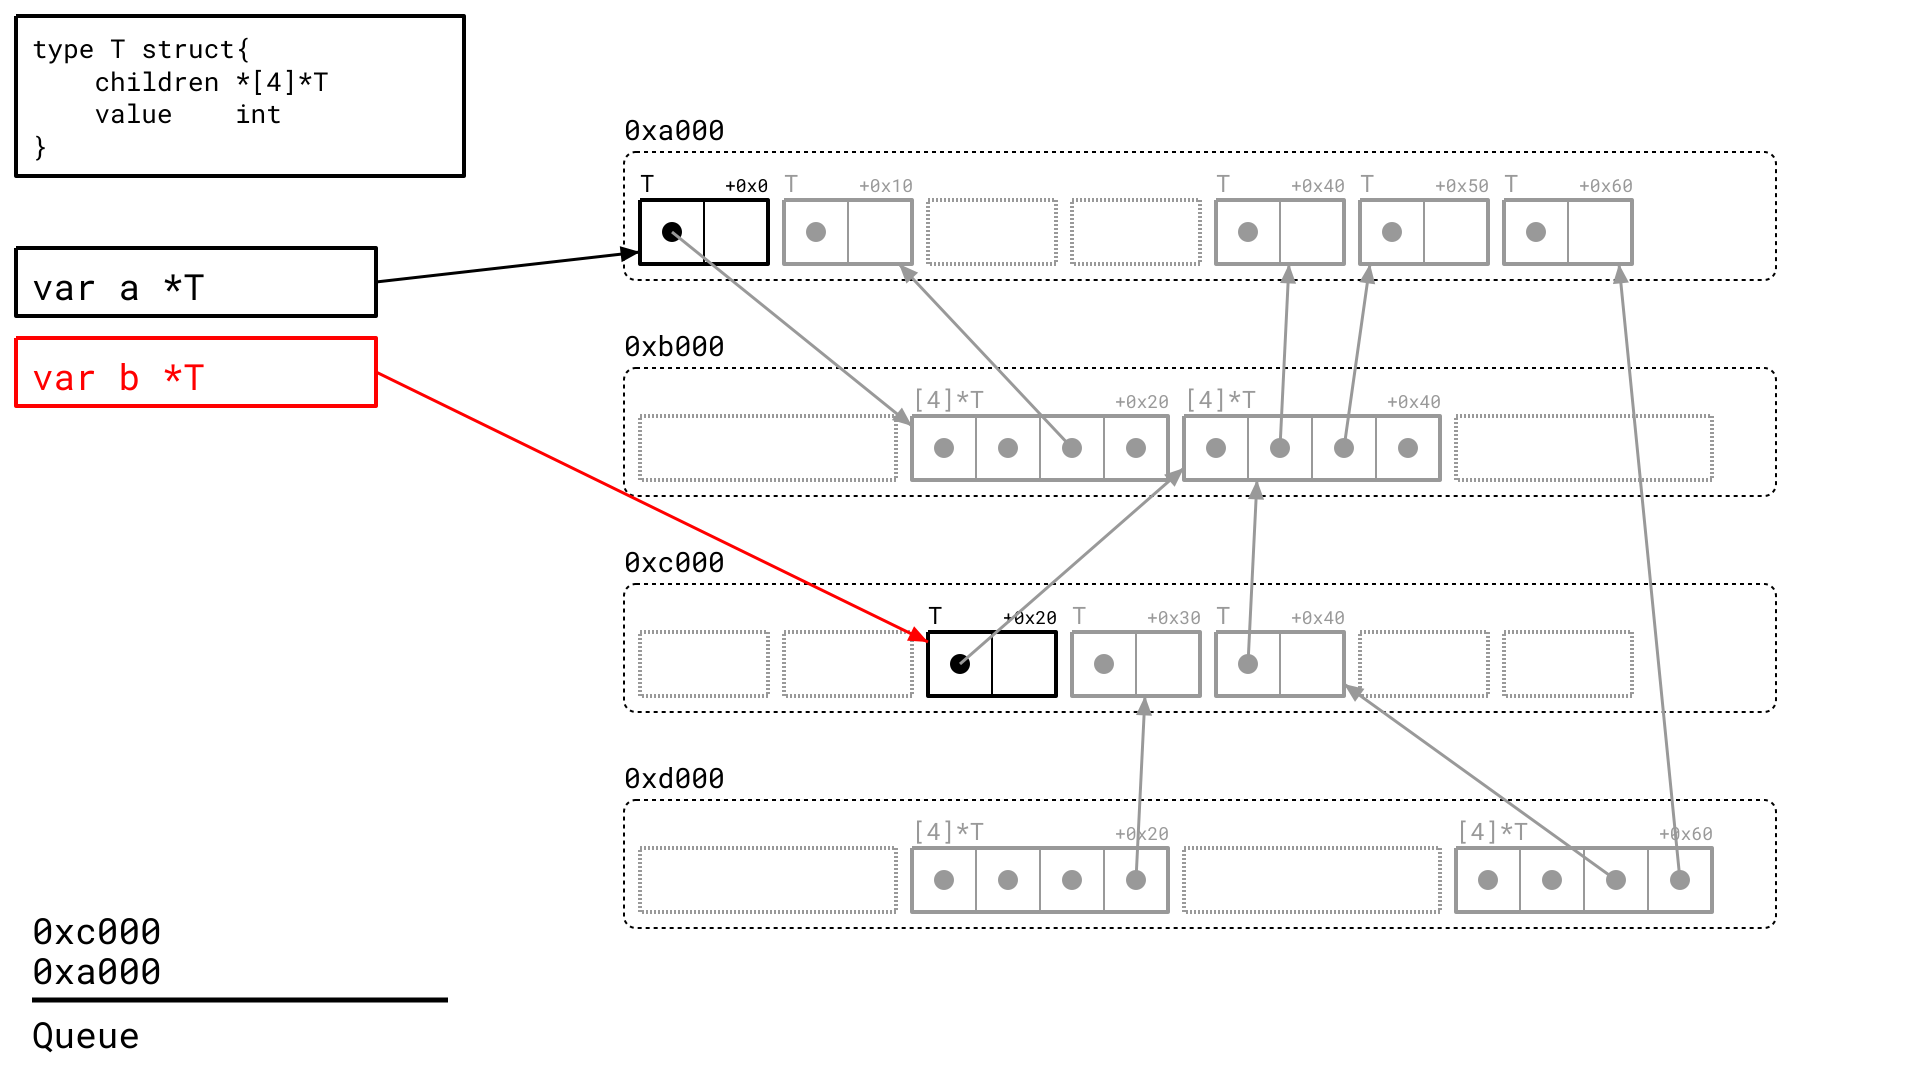 type T struct{
    children *[4]*T
    value    int
}
var a *T
var b *T
0xa000
T +0x0 T +0x10 T +0x40 T +0x50 T +0x60
0xb000
[4]*T +0x20 [4]*T +0x40
0xc000
T +0x20 T +0x30 T +0x40
0xd000
[4]*T +0x20 [4]*T +0x60
0xc000
0xa000
Queue